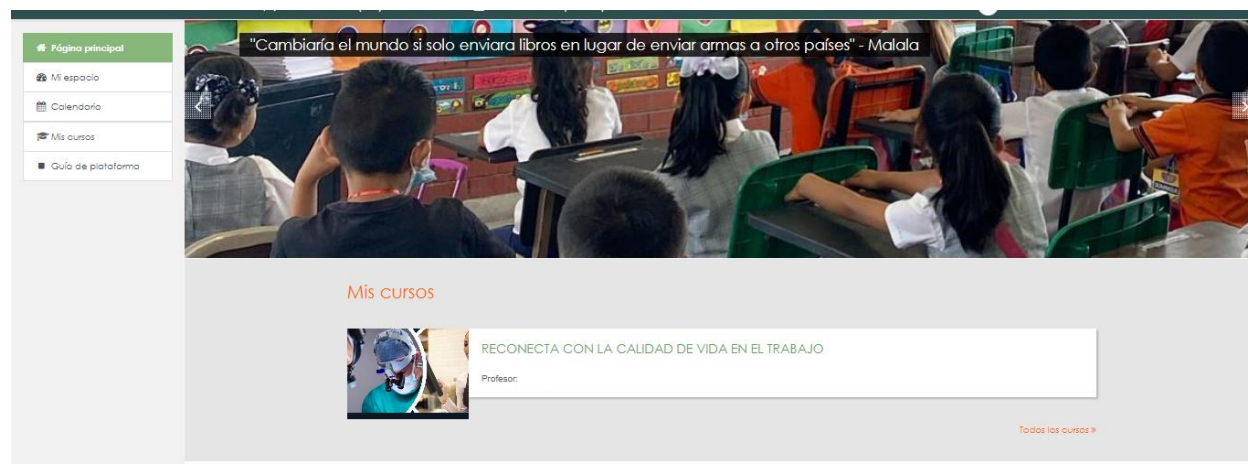 Página principal
Mi espacio
Calendario
Mis cursos
Guía de plataforma
"Cambiaría el mundo si solo enviara libros en lugar de enviar armas a otros países" - Malala
Mis cursos
RECONECTA CON LA CALIDAD DE VIDA EN EL TRABAJO
Profesor:
Todos los cursos »